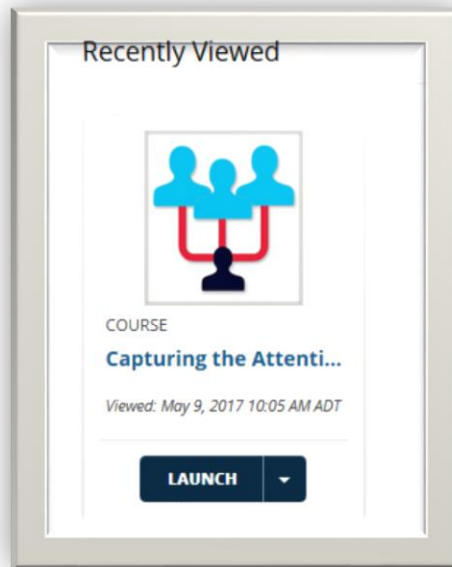 Recently Viewed
COURSE
Capturing the Attenti...
Viewed: May 9, 2017 10:05 AM ADT
LAUNCH